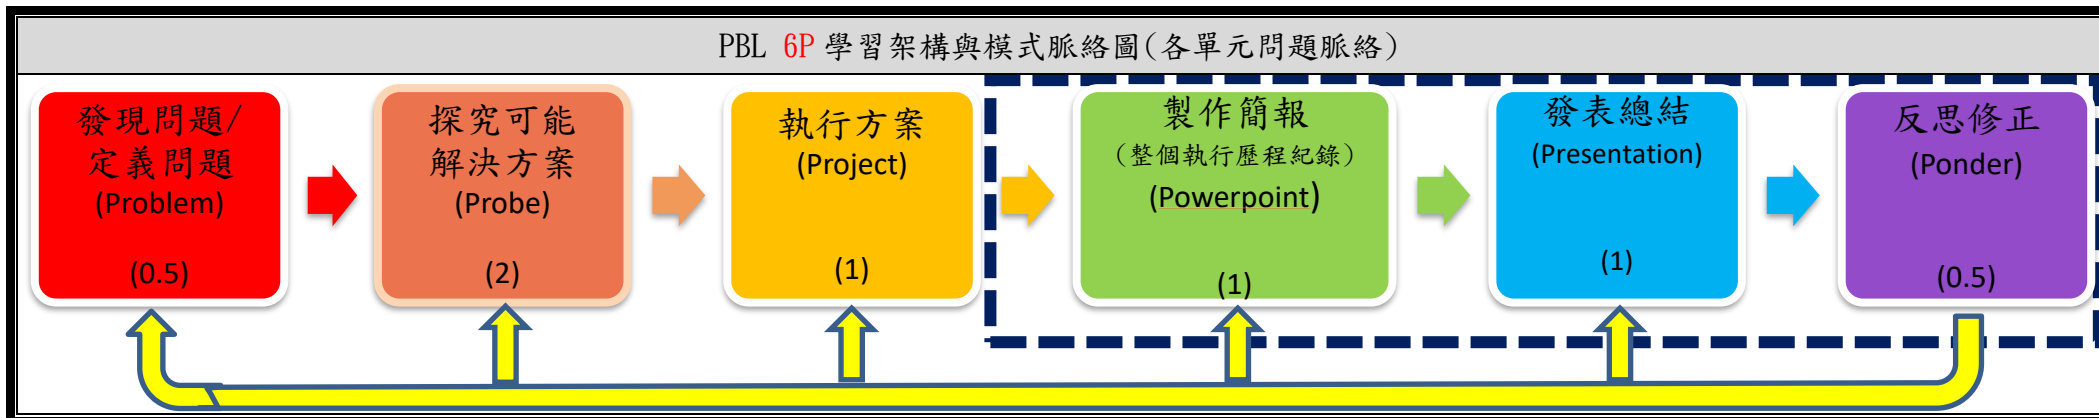 PBL 6P 學習架構與模式脈絡圖(各單元問題脈絡)
發現問題/
定義問題
(Problem)
(0.5)
探究可能
解決方案
(Probe)
(2)
執行方案
(Project)
(1)
製作簡報
(整個執行歷程紀錄)
(Powerpoint)
(1)
發表總結
(Presentation)
(1)
反思修正
(Ponder)
(0.5)